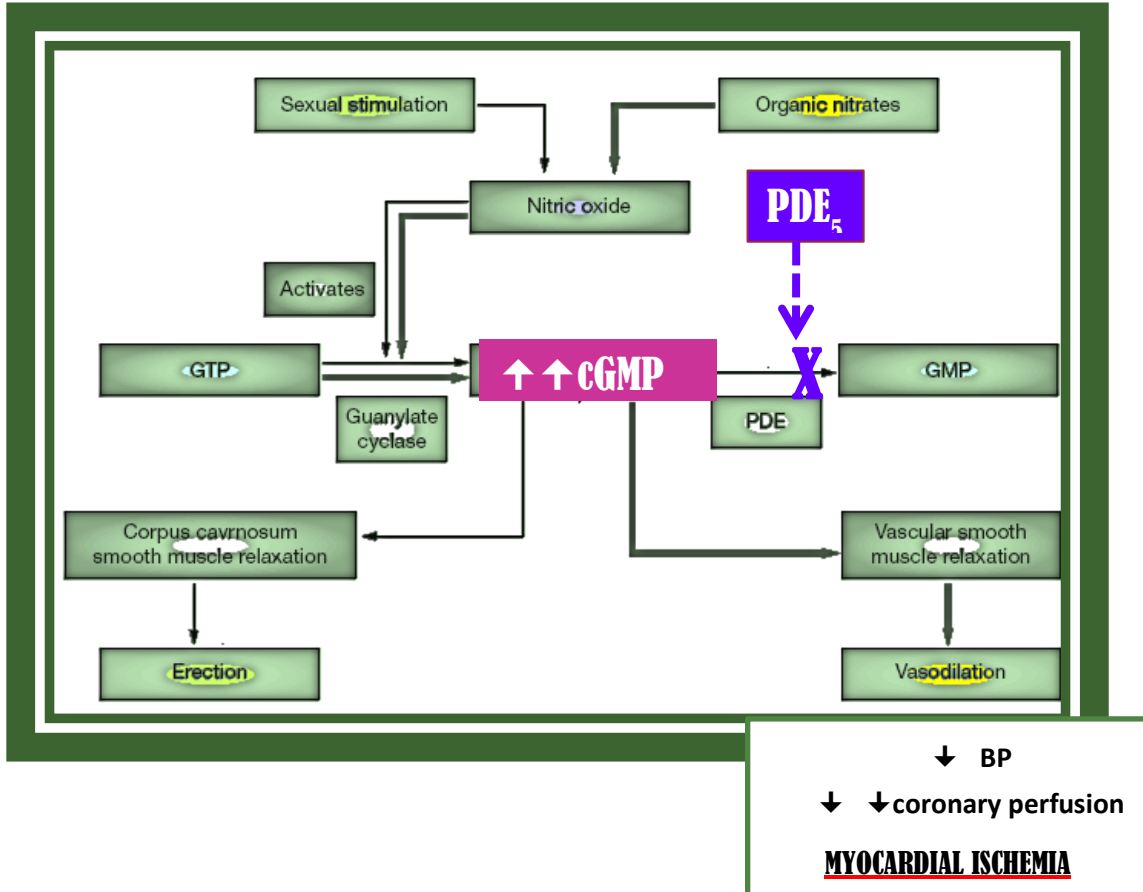 Sexual stimulation
Organic nitrates
Nitric oxide
PDE5
Activates
GTP
↑ ↑ cGMP
GMP
Guanylate
cyclase
PDE
X
Corpus cavrnosum
smooth muscle relaxation
Vascular smooth
muscle relaxation
Erection
Vasodilation
↓ BP
↓ ↓ coronary perfusion
MYOCARDIAL ISCHEMIA